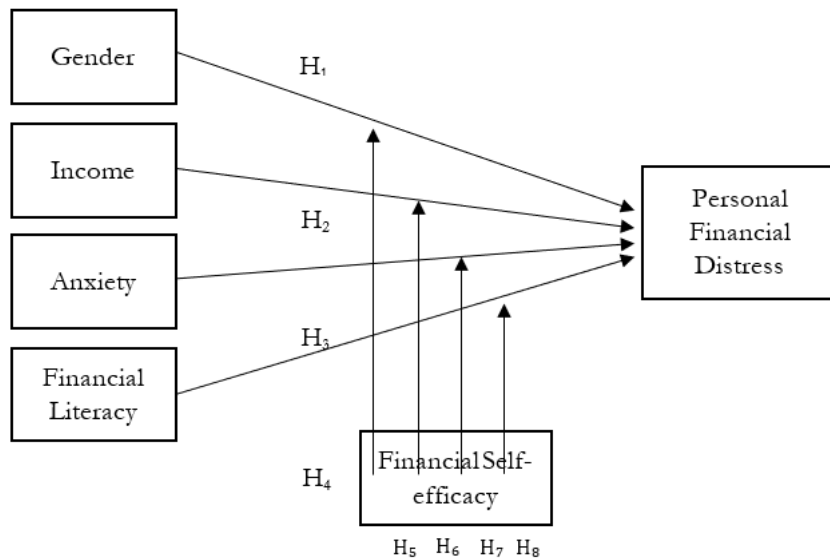 Gender
H₁
Income
Personal
Financial
Distress
H₂
Anxiety
H₃
Financial
Literacy
FinancialSelf-
efficacy
H₄
H₅ H₆ H₇ H₈